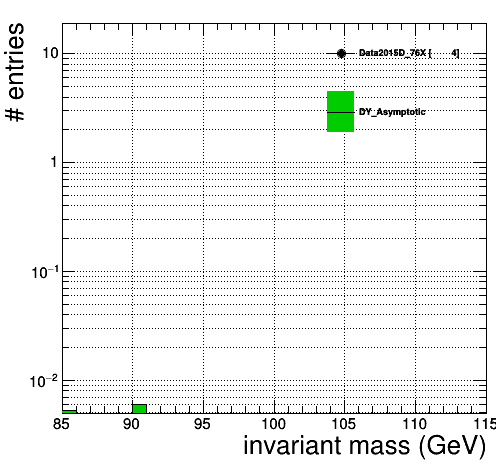 # entries
10
1
10⁻¹
10⁻²
Data2015D_76X [ 4]
DY_Asymptotic
85 90 95 100 105 110 115
invariant mass (GeV)